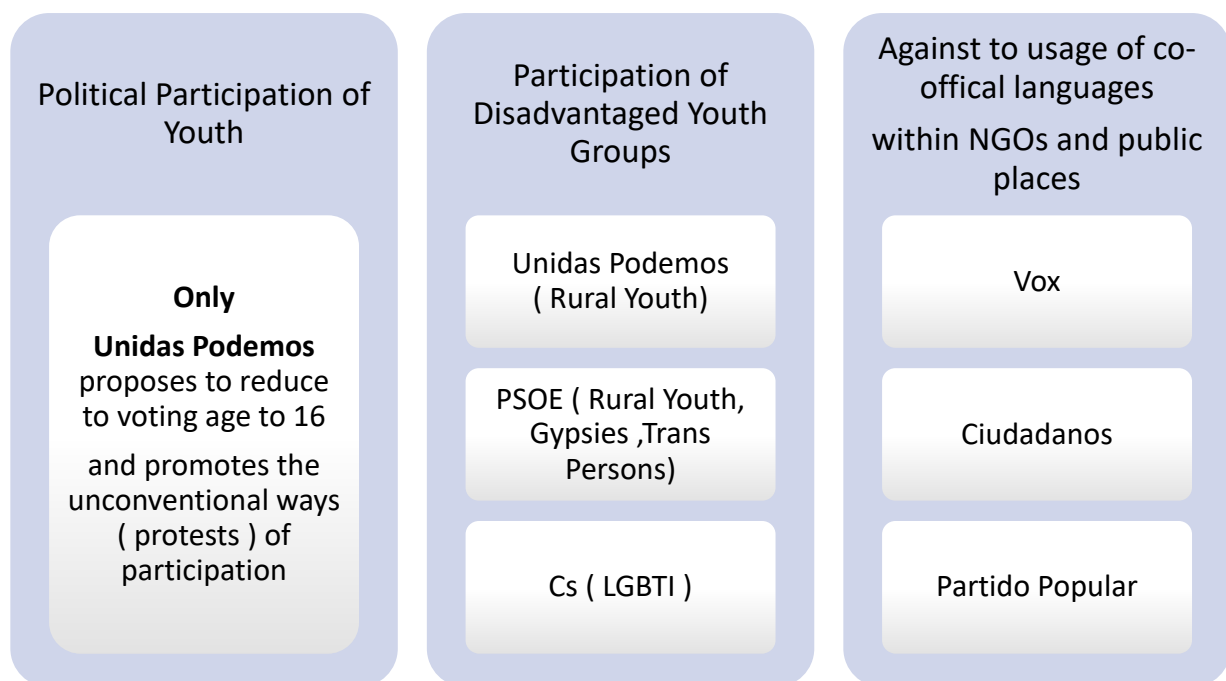 Political Participation of
Youth
Only
Unidas Podemos
proposes to reduce
to voting age to 16
and promotes the
unconventional ways
( protests ) of
participation
Participation of
Disadvantaged Youth
Groups
Unidas Podemos
( Rural Youth)
PSOE ( Rural Youth,
Gypsies ,Trans
Persons)
Cs ( LGBTI )
Against to usage of co-
offical languages
within NGOs and public
places
Vox
Ciudadanos
Partido Popular